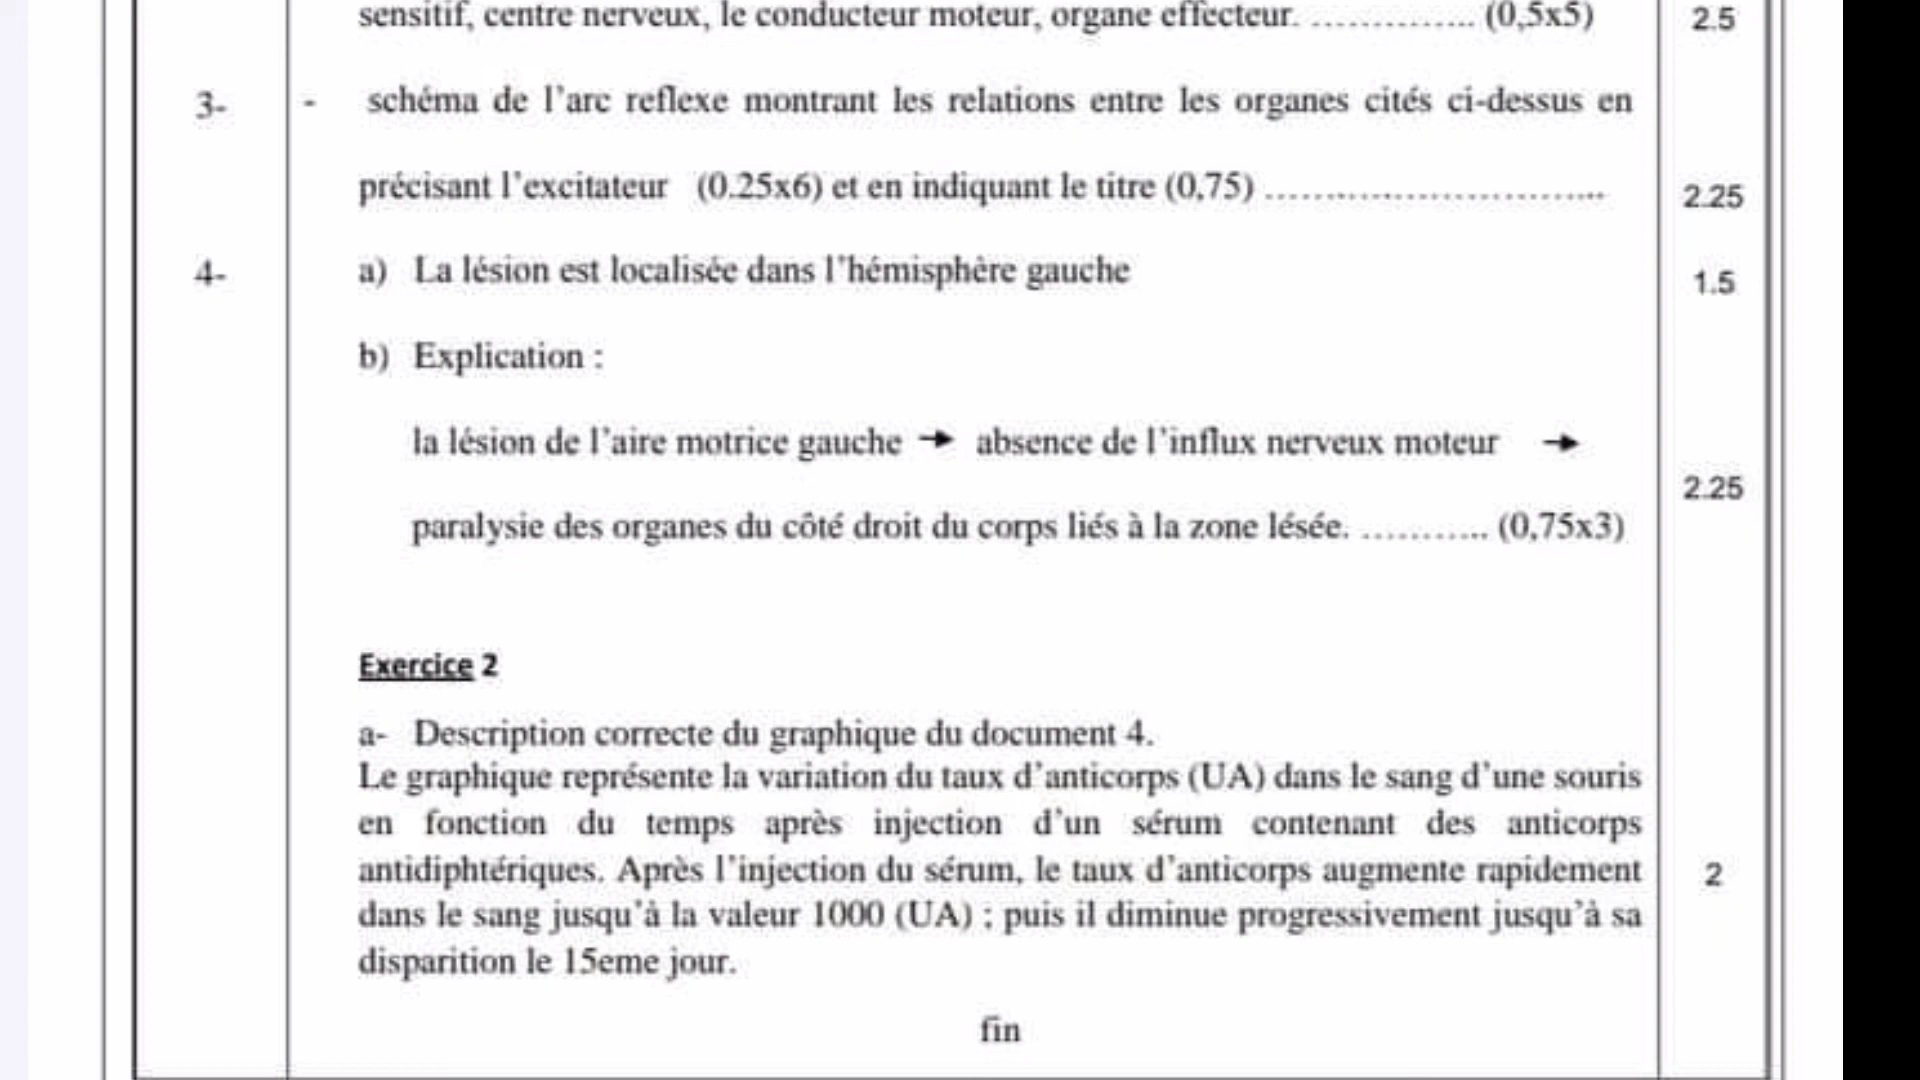 sensitif, centre nerveux, le conducteur moteur, organe effecteur. .............. (0,5x5) 2.5
3- - schéma de l'arc reflexe montrant les relations entre les organes cités ci-dessus en
précisant l'excitateur (0.25x6) et en indiquant le titre (0,75) ............................. 2.25
4- a) La lésion est localisée dans l'hémisphère gauche 1.5
b) Explication :
la lésion de l'aire motrice gauche → absence de l'influx nerveux moteur →
2.25
paralysie des organes du côté droit du corps liés à la zone lésée. ........... (0,75x3)
Exercice 2
a- Description correcte du graphique du document 4.
Le graphique représente la variation du taux d'anticorps (UA) dans le sang d'une souris
en fonction du temps après injection d'un sérum contenant des anticorps
antidiphtériques. Après l'injection du sérum, le taux d'anticorps augmente rapidement 2
dans le sang jusqu'à la valeur 1000 (UA) ; puis il diminue progressivement jusqu'à sa
disparition le 15eme jour.
fin